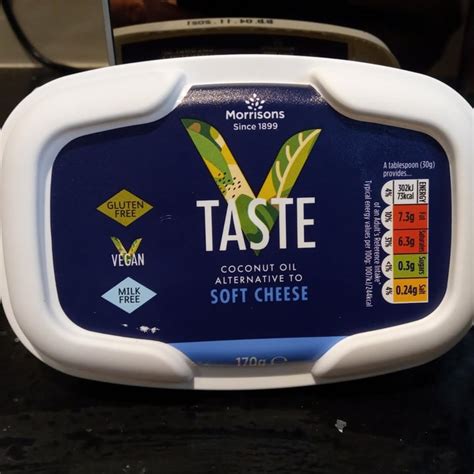 Morrisons
Since 1899
V
TASTE
COCONUT OIL
ALTERNATIVE TO
SOFT CHEESE
GLUTEN
FREE
VEGAN
MILK
FREE
170g ℮
A tablespoon (30g)
provides...
ENERGY
302kJ
73kcal
4%
Fat
7.3g
10%
Saturates
6.3g
31%
Sugars
0.3g
<1%
Salt
0.24g
4%
of an Adult's Reference Intake
Typical energy values per 100g: 1007kJ/244kcal